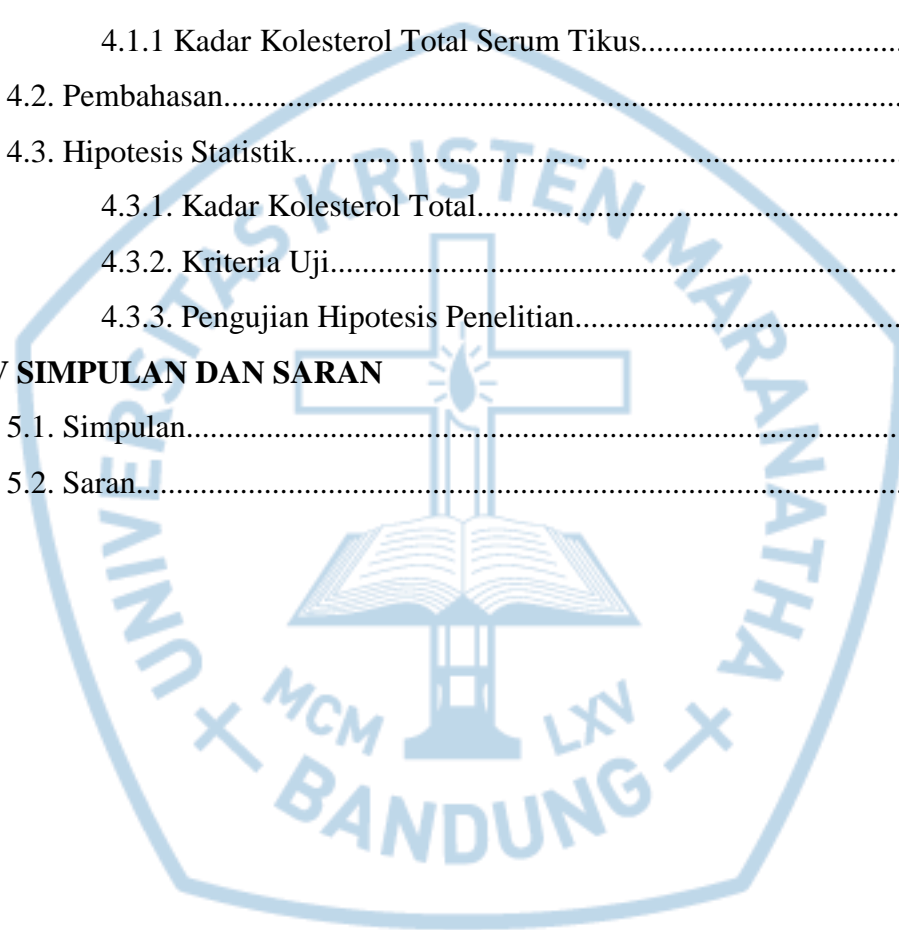 4.1.1 Kadar Kolesterol Total Serum Tikus........................................
4.2. Pembahasan........................................................................
4.3. Hipotesis Statistik................................................................
4.3.1. Kadar Kolesterol Total....................................................
4.3.2. Kriteria Uji.................................................................
4.3.3. Pengujian Hipotesis Penelitian.......................................
V SIMPULAN DAN SARAN
5.1. Simpulan............................................................................
5.2. Saran.................................................................................
UNIVERSITAS KRISTEN MARANATHA
MCM LXV
BANDUNG